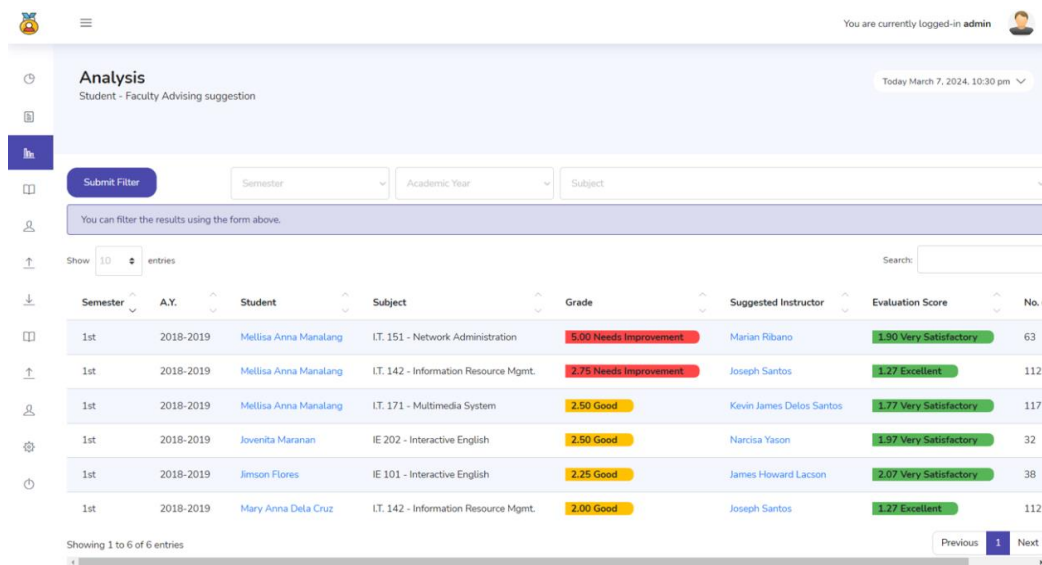 You are currently logged-in admin
Analysis
Student - Faculty Advising suggestion
Today March 7, 2024, 10:30 pm
Submit Filter Semester Academic Year Subject
You can filter the results using the form above.
Show 10 entries Search:
Semester A.Y. Student Subject Grade Suggested Instructor Evaluation Score No.
1st 2018-2019 Mellisa Anna Manalang I.T. 151 - Network Administration 5.00 Needs Improvement Marian Ribano 1.90 Very Satisfactory 63
1st 2018-2019 Mellisa Anna Manalang I.T. 142 - Information Resource Mgmt. 2.75 Needs Improvement Joseph Santos 1.27 Excellent 112
1st 2018-2019 Mellisa Anna Manalang I.T. 171 - Multimedia System 2.50 Good Kevin James Delos Santos 1.77 Very Satisfactory 117
1st 2018-2019 Jovenita Maranan IE 202 - Interactive English 2.50 Good Narcisa Yason 1.97 Very Satisfactory 32
1st 2018-2019 Jimson Flores IE 101 - Interactive English 2.25 Good James Howard Lacson 2.07 Very Satisfactory 38
1st 2018-2019 Mary Anna Dela Cruz I.T. 142 - Information Resource Mgmt. 2.00 Good Joseph Santos 1.27 Excellent 112
Showing 1 to 6 of 6 entries Previous 1 Next